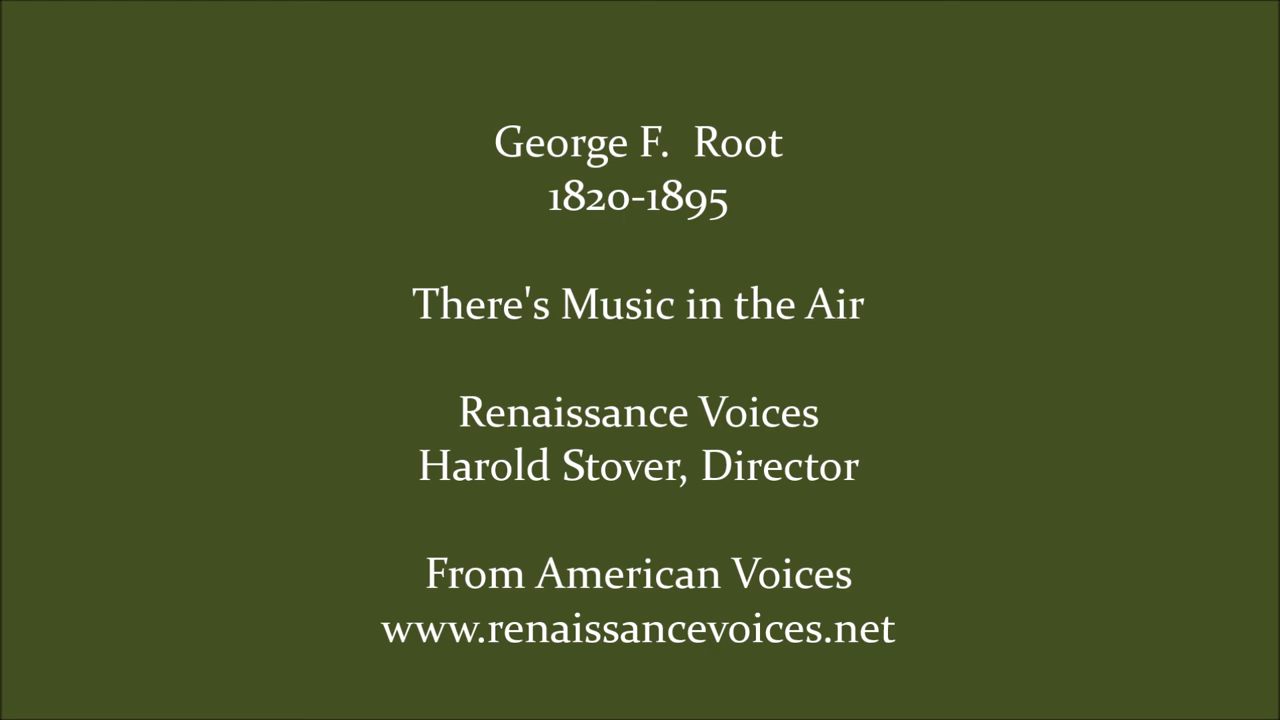 George F.  Root
1820-1895
There's Music in the Air
Renaissance Voices
Harold Stover, Director
From American Voices
www.renaissancevoices.net